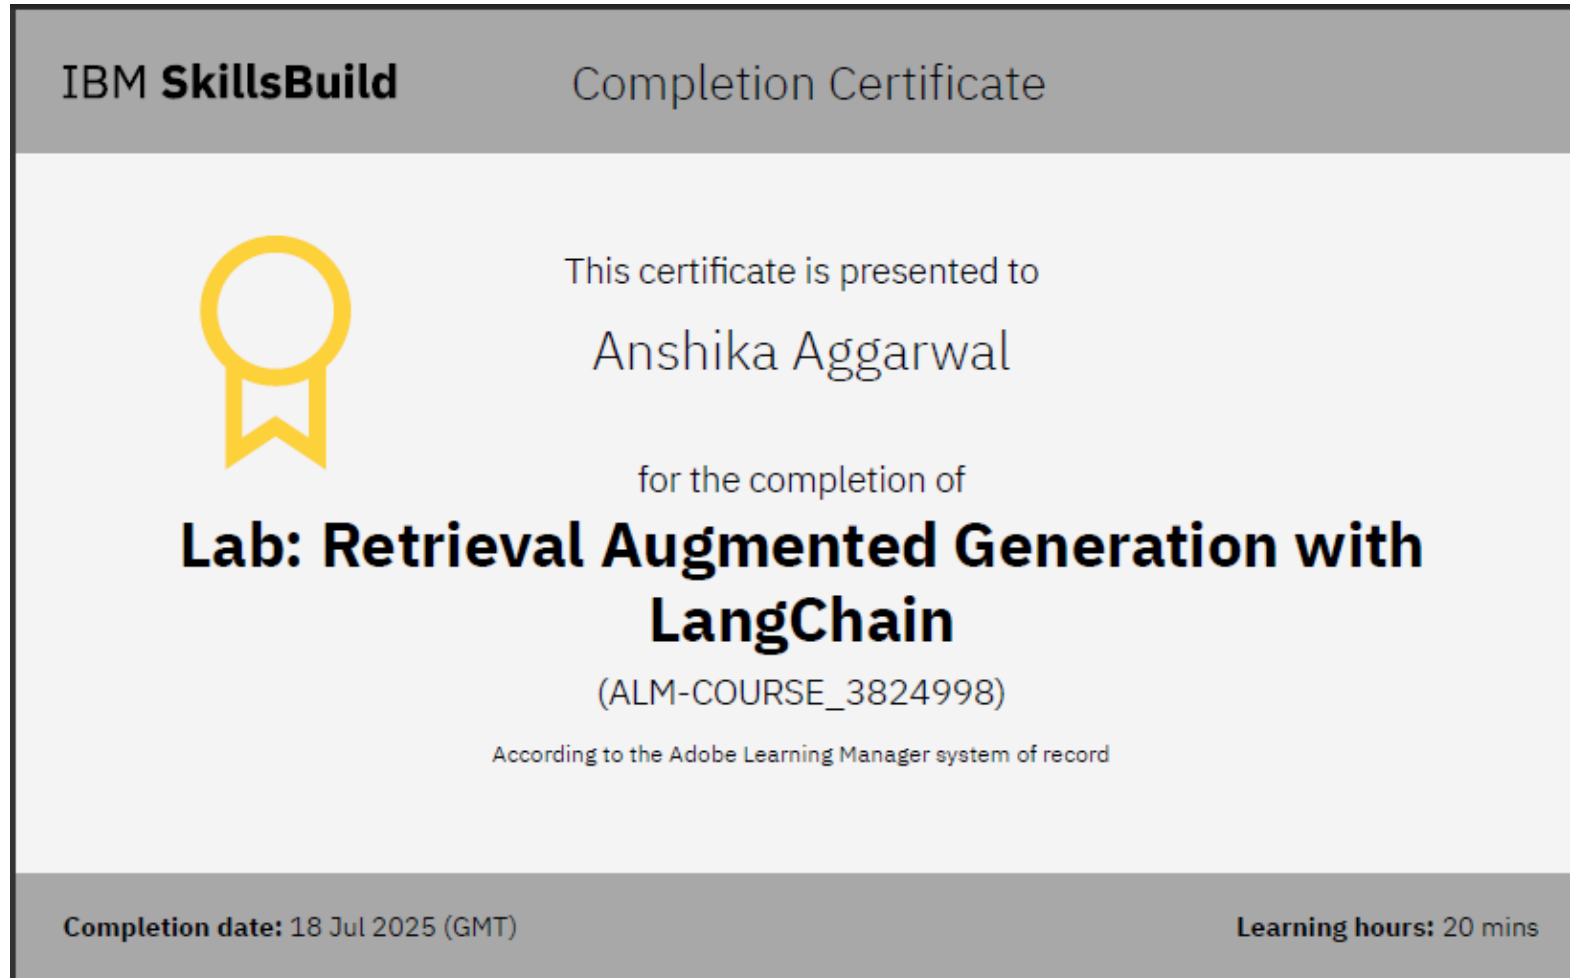 IBM SkillsBuild
Completion Certificate
This certificate is presented to
Anshika Aggarwal
for the completion of
Lab: Retrieval Augmented Generation with
LangChain
(ALM-COURSE_3824998)
According to the Adobe Learning Manager system of record
Completion date: 18 Jul 2025 (GMT)
Learning hours: 20 mins